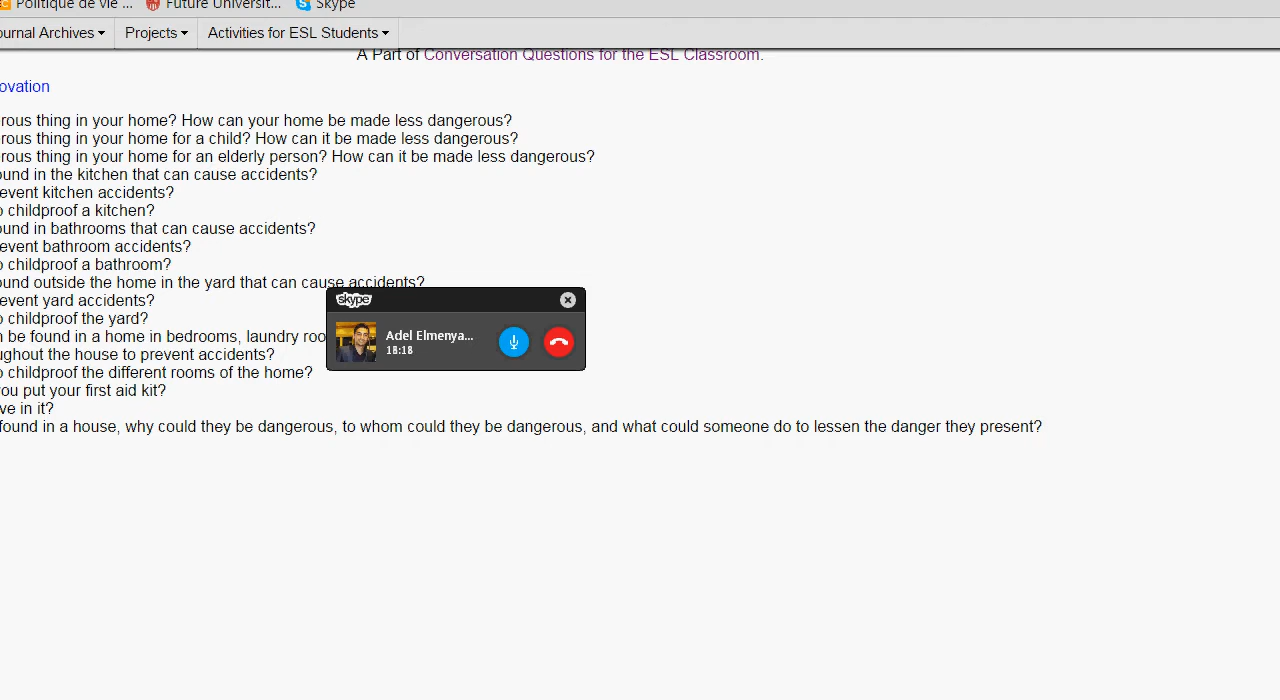 Politique de vie ... Future Universit... Skype
urnal Archives Projects Activities for ESL Students
A Part of Conversation Questions for the ESL Classroom.
ovation
rous thing in your home? How can your home be made less dangerous?
rous thing in your home for a child? How can it be made less dangerous?
rous thing in your home for an elderly person? How can it be made less dangerous?
ound in the kitchen that can cause accidents?
event kitchen accidents?
o childproof a kitchen?
ound in bathrooms that can cause accidents?
event bathroom accidents?
o childproof a bathroom?
ound outside the home in the yard that can cause accidents?
event yard accidents?
o childproof the yard?
n be found in a home in bedrooms, laundry roo
ughout the house to prevent accidents?
o childproof the different rooms of the home?
ou put your first aid kit?
ve in it?
found in a house, why could they be dangerous, to whom could they be dangerous, and what could someone do to lessen the danger they present?
skype
Adel Elmenya...
18:18